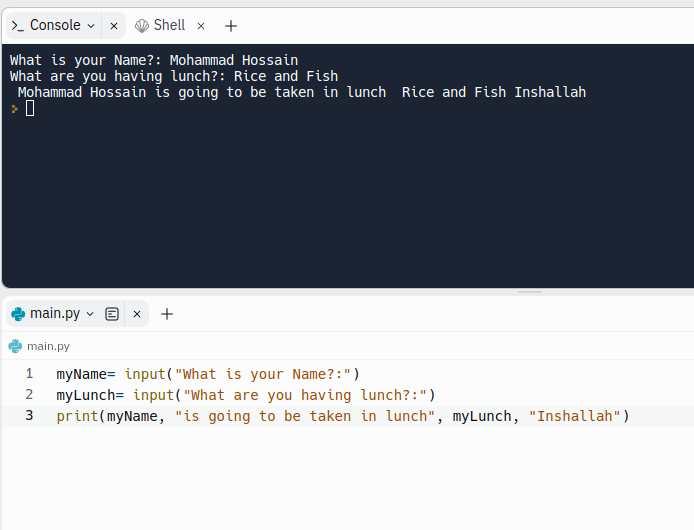 Console
Shell
What is your Name?: Mohammad Hossain
What are you having lunch?: Rice and Fish
 Mohammad Hossain is going to be taken in lunch  Rice and Fish Inshallah
main.py
main.py
1 myName= input("What is your Name?:")
2 myLunch= input("What are you having lunch?:")
3 print(myName, "is going to be taken in lunch", myLunch, "Inshallah")